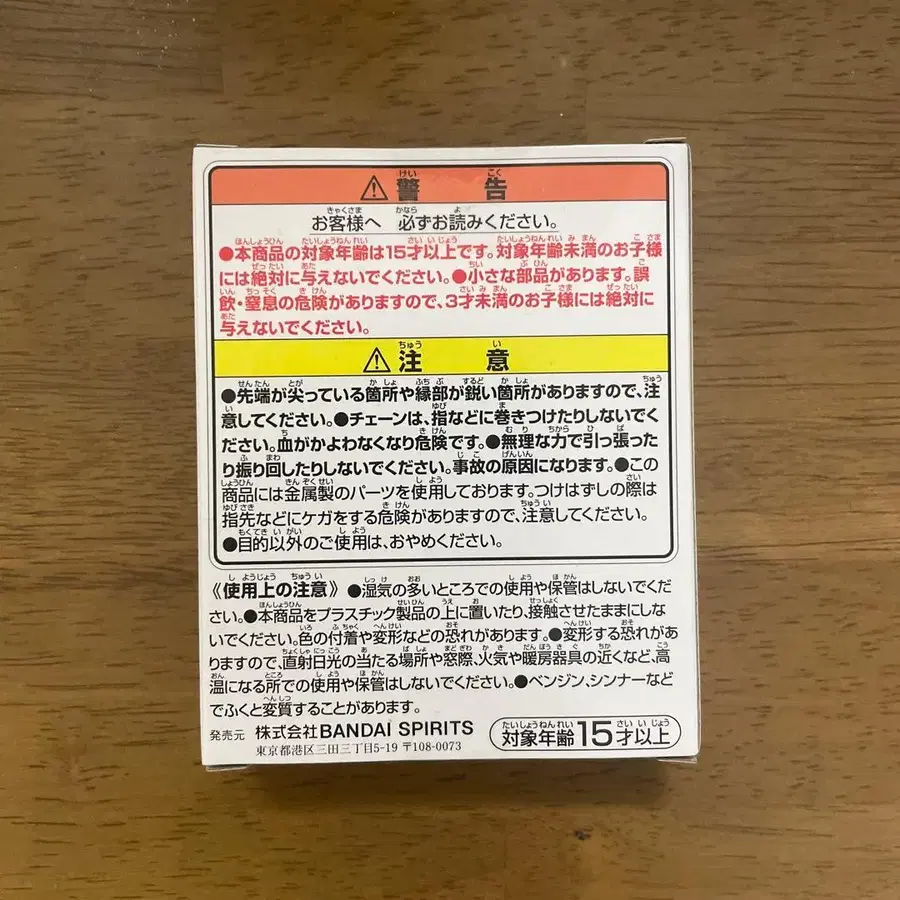 ⚠警告
お客様へ 必ずお読みください。
●本商品の対象年齢は15才以上です。対象年齢未満のお子様
には絶対に与えないでください。●小さな部品があります。誤
飲・窒息の危険がありますので、3才未満のお子様には絶対に
与えないでください。
⚠注意
●先端が尖っている箇所や縁部が鋭い箇所がありますので、注
意してください。●チェーンは、指などに巻きつけたりしないでく
ださい。血がかよわなくなり危険です。●無理な力で引っ張った
り振り回したりしないでください。事故の原因になります。●この
商品には金属製のパーツを使用しております。つけはずしの際は
指先などにケガをする危険がありますので、注意してください。
●目的以外のご使用は、おやめください。
《使用上の注意》●湿気の多いところでの使用や保管はしないでくだ
さい。●本商品をプラスチック製品の上に置いたり、接触させたままにし
ないでください。色の付着や変形などの恐れがあります。●変形する恐れがあ
りますので、直射日光の当たる場所や窓際、火気や暖房器具の近くなど、高
温になる所での使用や保管はしないでください。●ベンジン、シンナーなど
でふくと変質することがあります。
発売元 株式会社BANDAI SPIRITS
東京都港区三田三丁目5-19 〒108-0073
対象年齢15才以上